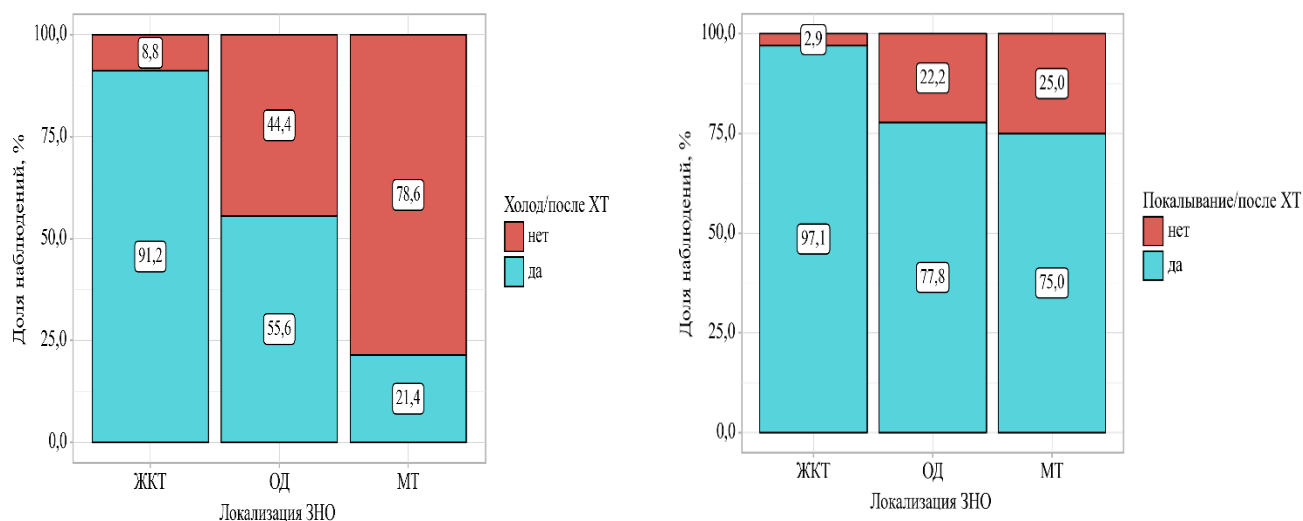 100,0
75,0
50,0
25,0
0,0
Доля наблюдений, %
8,8
91,2
44,4
55,6
78,6
21,4
ЖКТ ОД МТ
Локализация ЗНО
Холод/после ХТ
нет
да
100,0
75,0
50,0
25,0
0,0
Доля наблюдений, %
2,9
97,1
22,2
77,8
25,0
75,0
ЖКТ ОД МТ
Локализация ЗНО
Покалывание/после ХТ
нет
да